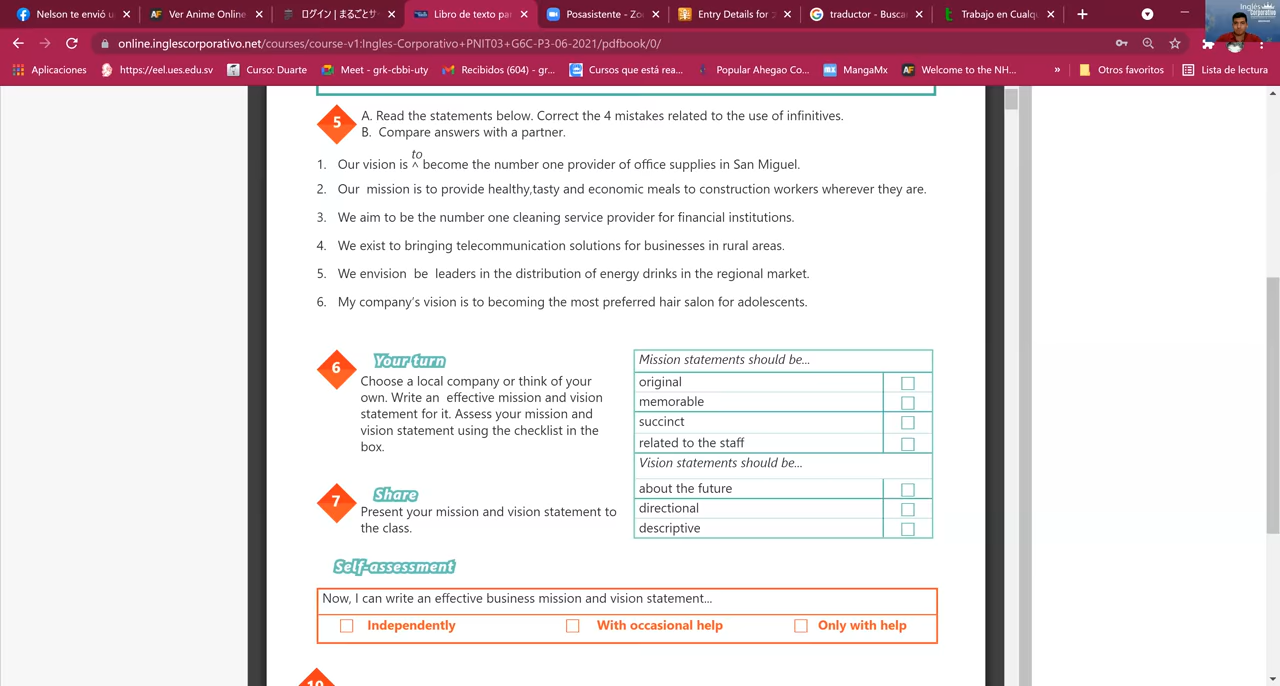 Nelson te envió u
Ver Anime Online
ログイン | まるごとサ
Libro de texto pa
Posasistente - Zo
Entry Details for
traductor - Busca
Trabajo en Cualq
online.inglescorporativo.net/courses/course-v1:Ingles-Corporativo+PNIT03+G6C-P3-06-2021/pdfbook/0/
Aplicaciones
https://eel.ues.edu.sv
Curso: Duarte
Meet - grk-cbbi-uty
Recibidos (604) - gr...
Cursos que está rea...
Popular Ahegao Co...
MangaMx
Welcome to the NH...
»
Otros favoritos
Lista de lectura
5
A. Read the statements below. Correct the 4 mistakes related to the use of infinitives.
B. Compare answers with a partner.
to
1. Our vision is ^ become the number one provider of office supplies in San Miguel.
2. Our mission is to provide healthy,tasty and economic meals to construction workers wherever they are.
3. We aim to be the number one cleaning service provider for financial institutions.
4. We exist to bringing telecommunication solutions for businesses in rural areas.
5. We envision be leaders in the distribution of energy drinks in the regional market.
6. My company's vision is to becoming the most preferred hair salon for adolescents.
6
Your turn
Choose a local company or think of your
own. Write an effective mission and vision
statement for it. Assess your mission and
vision statement using the checklist in the
box.
Mission statements should be...
original
memorable
succinct
related to the staff
Vision statements should be...
about the future
directional
descriptive
7
Share
Present your mission and vision statement to
the class.
Self-assessment
Now, I can write an effective business mission and vision statement...
Independently
With occasional help
Only with help
10